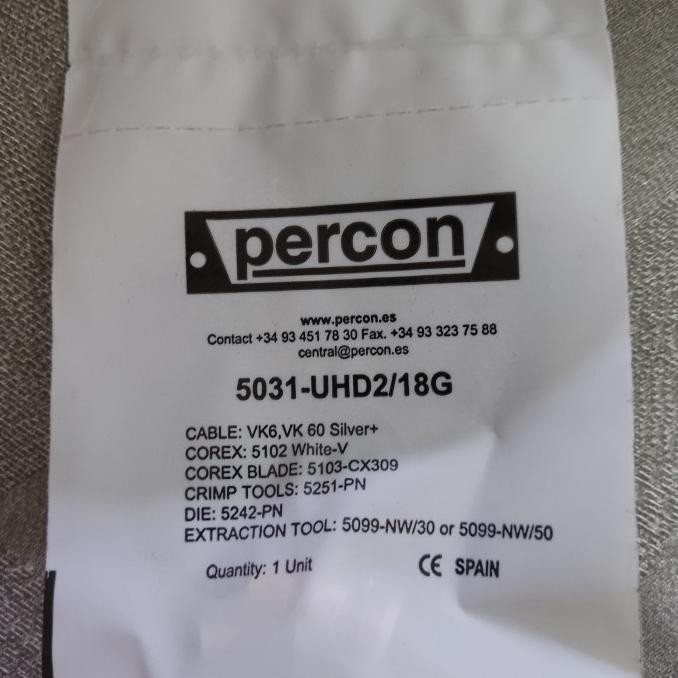 percon
www.percon.es
Contact +34 93 451 78 30 Fax. +34 93 323 75 88
central@percon.es
5031-UHD2/18G
CABLE: VK6,VK 60 Silver+
COREX: 5102 White-V
COREX BLADE: 5103-CX309
CRIMP TOOLS: 5251-PN
DIE: 5242-PN
EXTRACTION TOOL: 5099-NW/30 or 5099-NW/50
Quantity: 1 Unit CE SPAIN